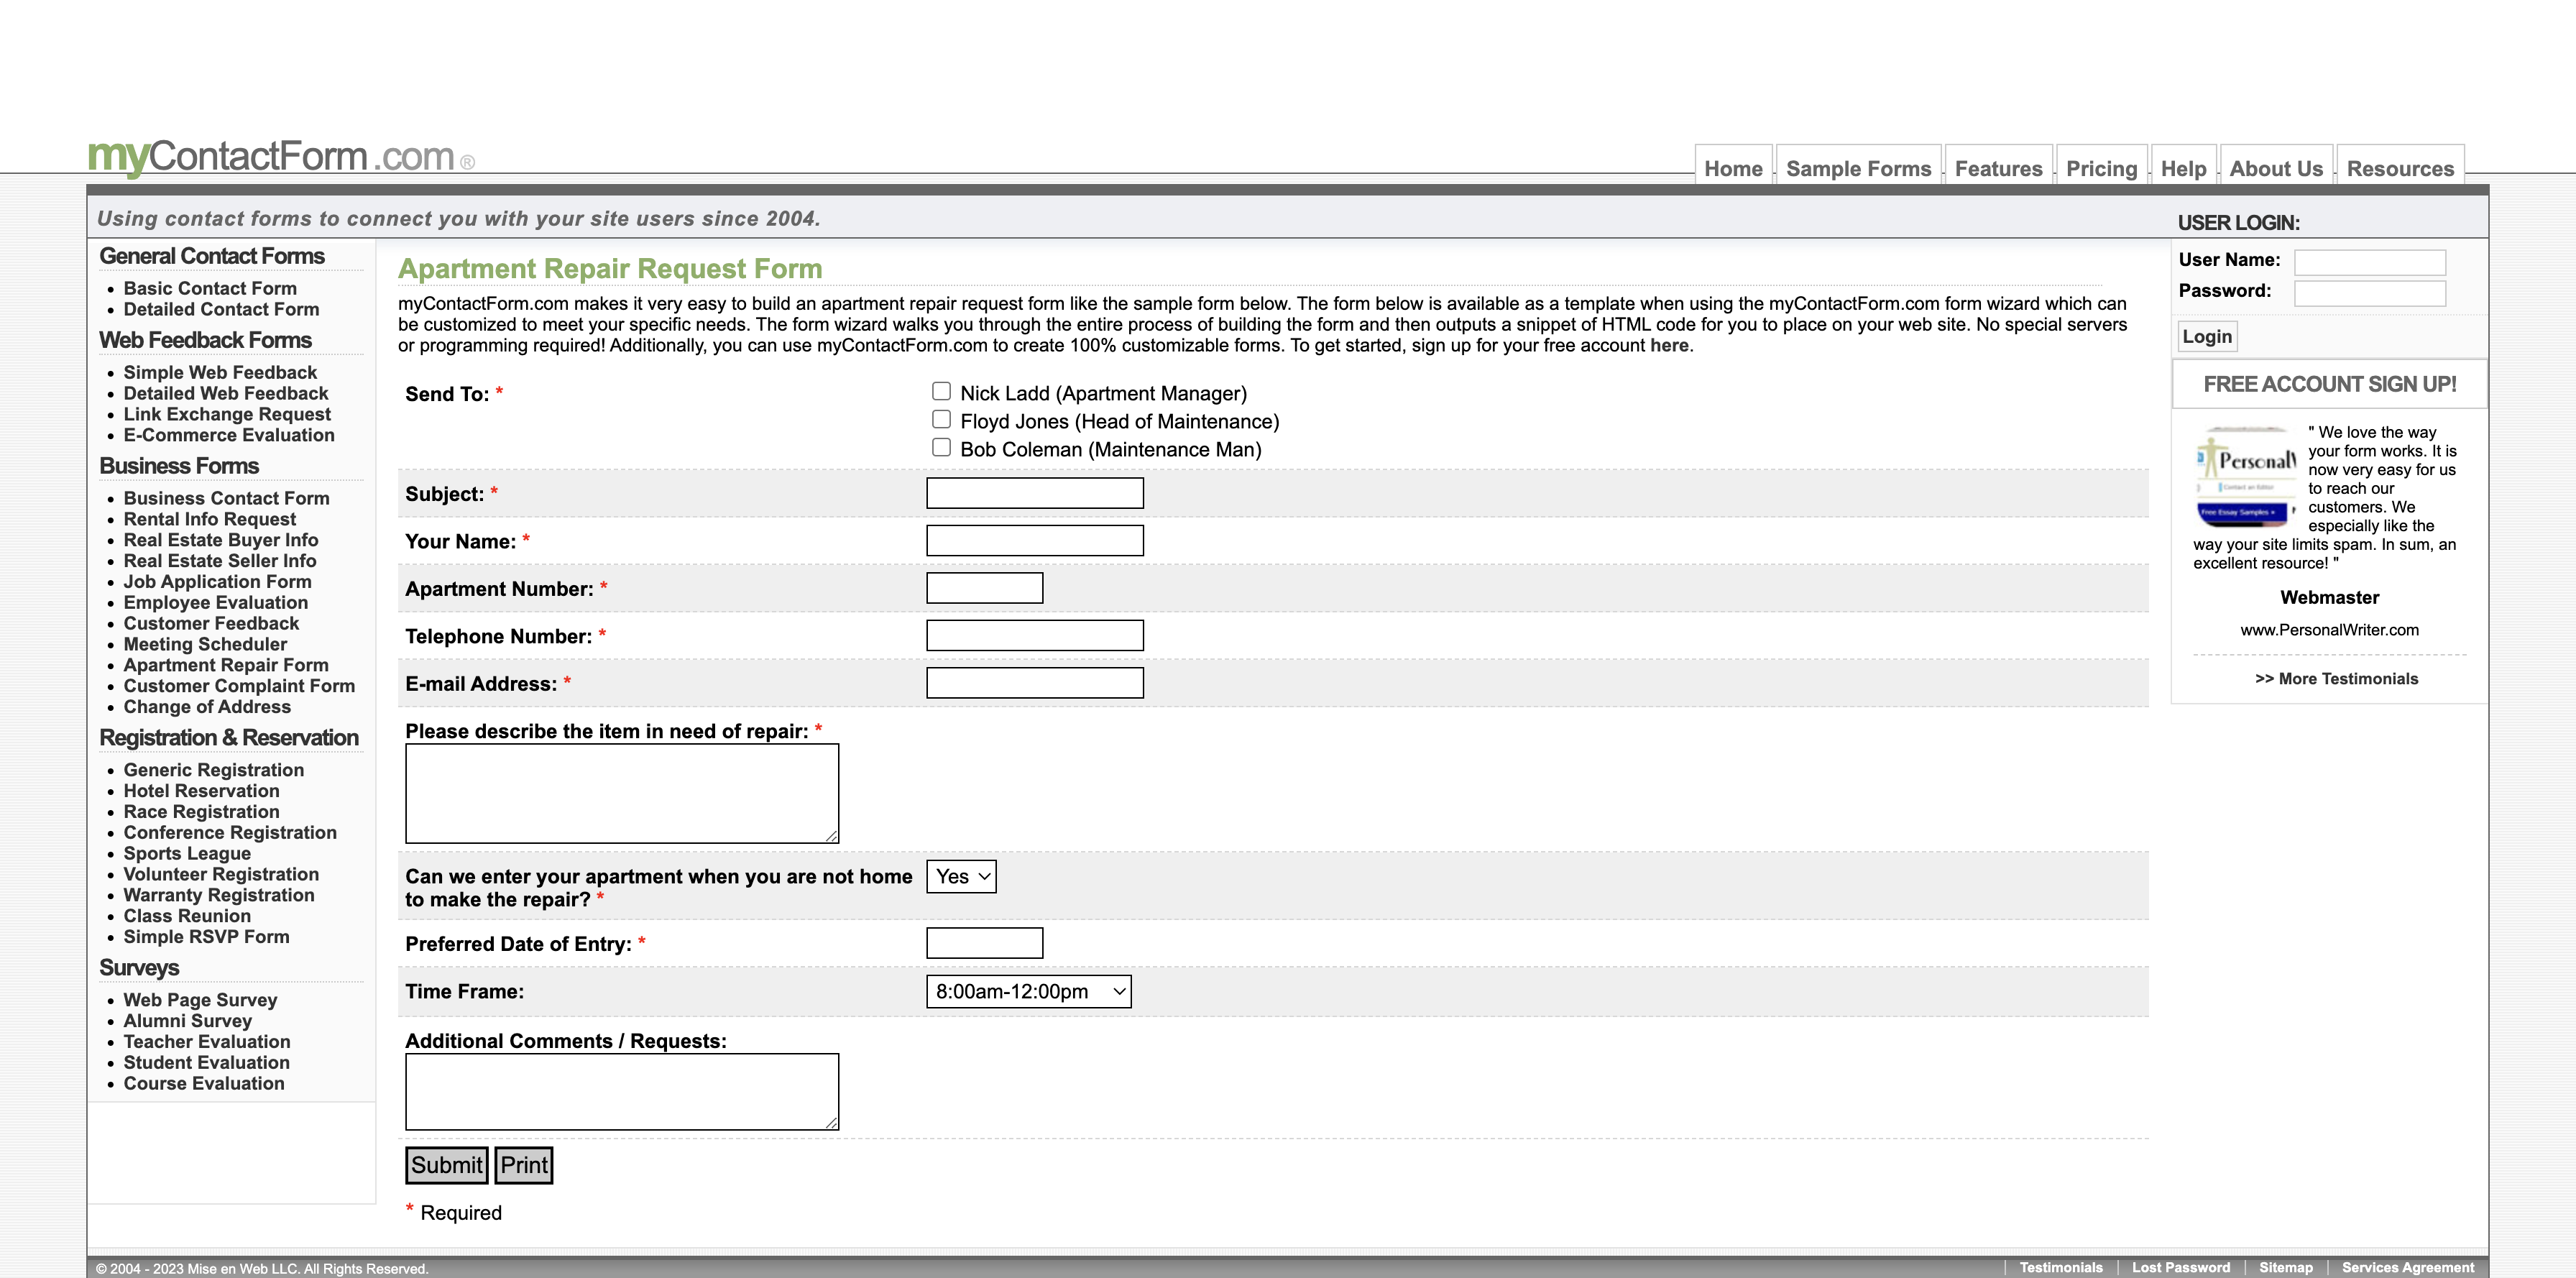 myContactForm.com®
Home
Sample Forms
Features
Pricing
Help
About Us
Resources
Using contact forms to connect you with your site users since 2004.
USER LOGIN:
General Contact Forms
Basic Contact Form
Detailed Contact Form
Web Feedback Forms
Simple Web Feedback
Detailed Web Feedback
Link Exchange Request
E-Commerce Evaluation
Business Forms
Business Contact Form
Rental Info Request
Real Estate Buyer Info
Real Estate Seller Info
Job Application Form
Employee Evaluation
Customer Feedback
Meeting Scheduler
Apartment Repair Form
Customer Complaint Form
Change of Address
Registration & Reservation
Generic Registration
Hotel Reservation
Race Registration
Conference Registration
Sports League
Volunteer Registration
Warranty Registration
Class Reunion
Simple RSVP Form
Surveys
Web Page Survey
Alumni Survey
Teacher Evaluation
Student Evaluation
Course Evaluation
Apartment Repair Request Form
myContactForm.com makes it very easy to build an apartment repair request form like the sample form below. The form below is available as a template when using the myContactForm.com form wizard which can
be customized to meet your specific needs. The form wizard walks you through the entire process of building the form and then outputs a snippet of HTML code for you to place on your web site. No special servers
or programming required! Additionally, you can use myContactForm.com to create 100% customizable forms. To get started, sign up for your free account here.
Send To: *
Nick Ladd (Apartment Manager)
Floyd Jones (Head of Maintenance)
Bob Coleman (Maintenance Man)
Subject: *
Your Name: *
Apartment Number: *
Telephone Number: *
E-mail Address: *
Please describe the item in need of repair: *
Can we enter your apartment when you are not home
to make the repair? *
Yes
Preferred Date of Entry: *
Time Frame:
8:00am-12:00pm
Additional Comments / Requests:
Submit
Print
* Required
User Name:
Password:
Login
FREE ACCOUNT SIGN UP!
Personal
Contact an Editor
Free Essay Samples »
" We love the way
your form works. It is
now very easy for us
to reach our
customers. We
especially like the
way your site limits spam. In sum, an
excellent resource! "
Webmaster
www.PersonalWriter.com
>> More Testimonials
© 2004 - 2023 Mise en Web LLC. All Rights Reserved.
| Testimonials | Lost Password | Sitemap | Services Agreement